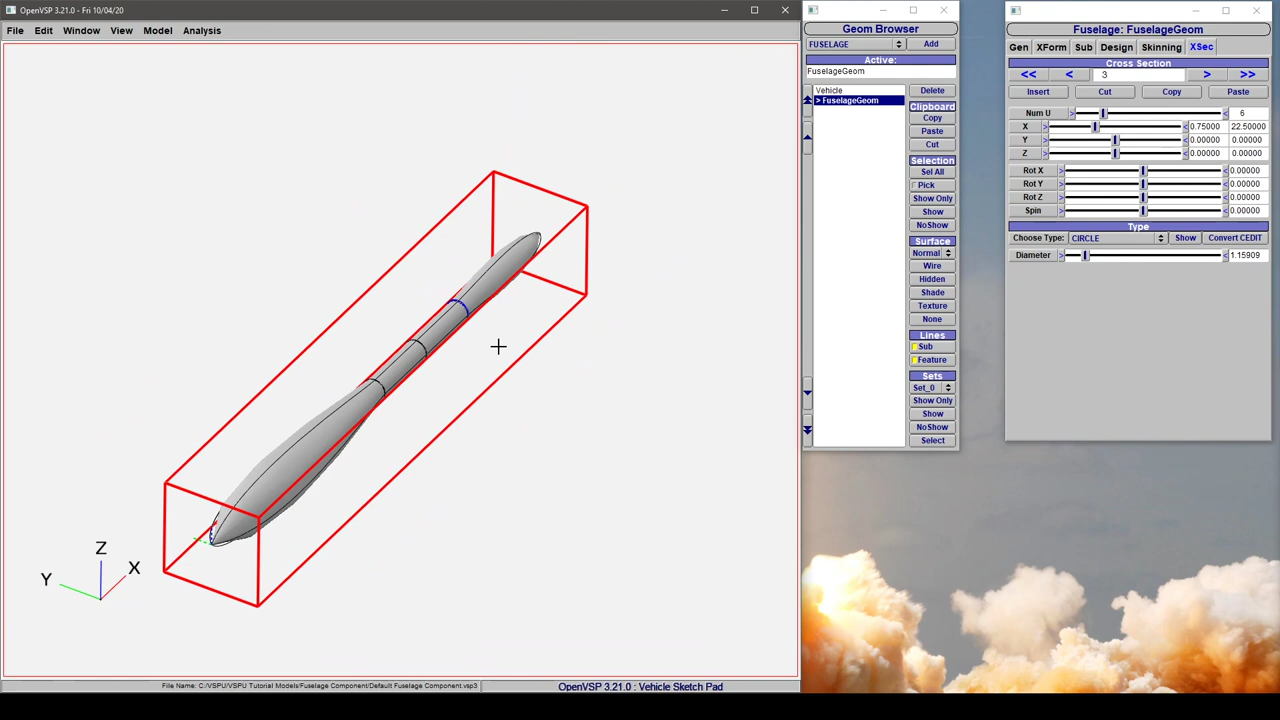 OpenVSP 3.21.0 - Fri 10/04/20
File Edit Window View Model Analysis
Z
Y
X
File Name: C:/VSPU/VSPU Tutorial Models/Fuselage Component/Default Fuselage Component.vsp3
OpenVSP 3.21.0 : Vehicle Sketch Pad
Geom Browser
FUSELAGE Add
Active:
FuselageGeom
Vehicle
> FuselageGeom
Delete
Clipboard
Copy
Paste
Cut
Selection
Sel All
Pick
Show Only
Show
NoShow
Surface
Normal
Wire
Hidden
Shade
Texture
None
Lines
Sub
Feature
Sets
Set_0
Show Only
Show
NoShow
Select
Fuselage: FuselageGeom
Gen XForm Sub Design Skinning XSec
Cross Section
<< < 3 > >>
Insert Cut Copy Paste
Num U > < 6
X > < 0.75000 22.50000
Y > < 0.00000 0.00000
Z > < 0.00000 0.00000
Rot X > < 0.00000
Rot Y > < 0.00000
Rot Z > < 0.00000
Spin > < 0.00000
Type
Choose Type: CIRCLE Show Convert CEDIT
Diameter > < 1.15909